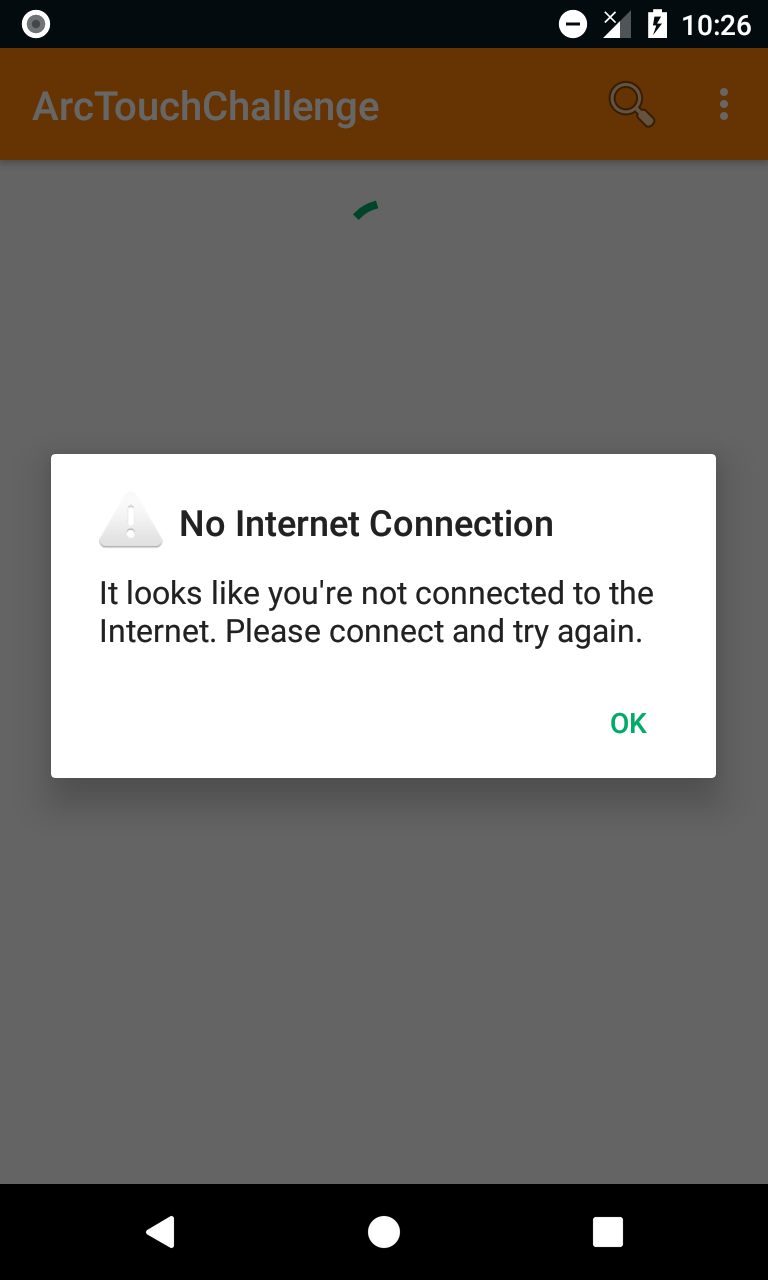 10:26
ArcTouchChallenge
No Internet Connection
It looks like you're not connected to the
Internet. Please connect and try again.
OK